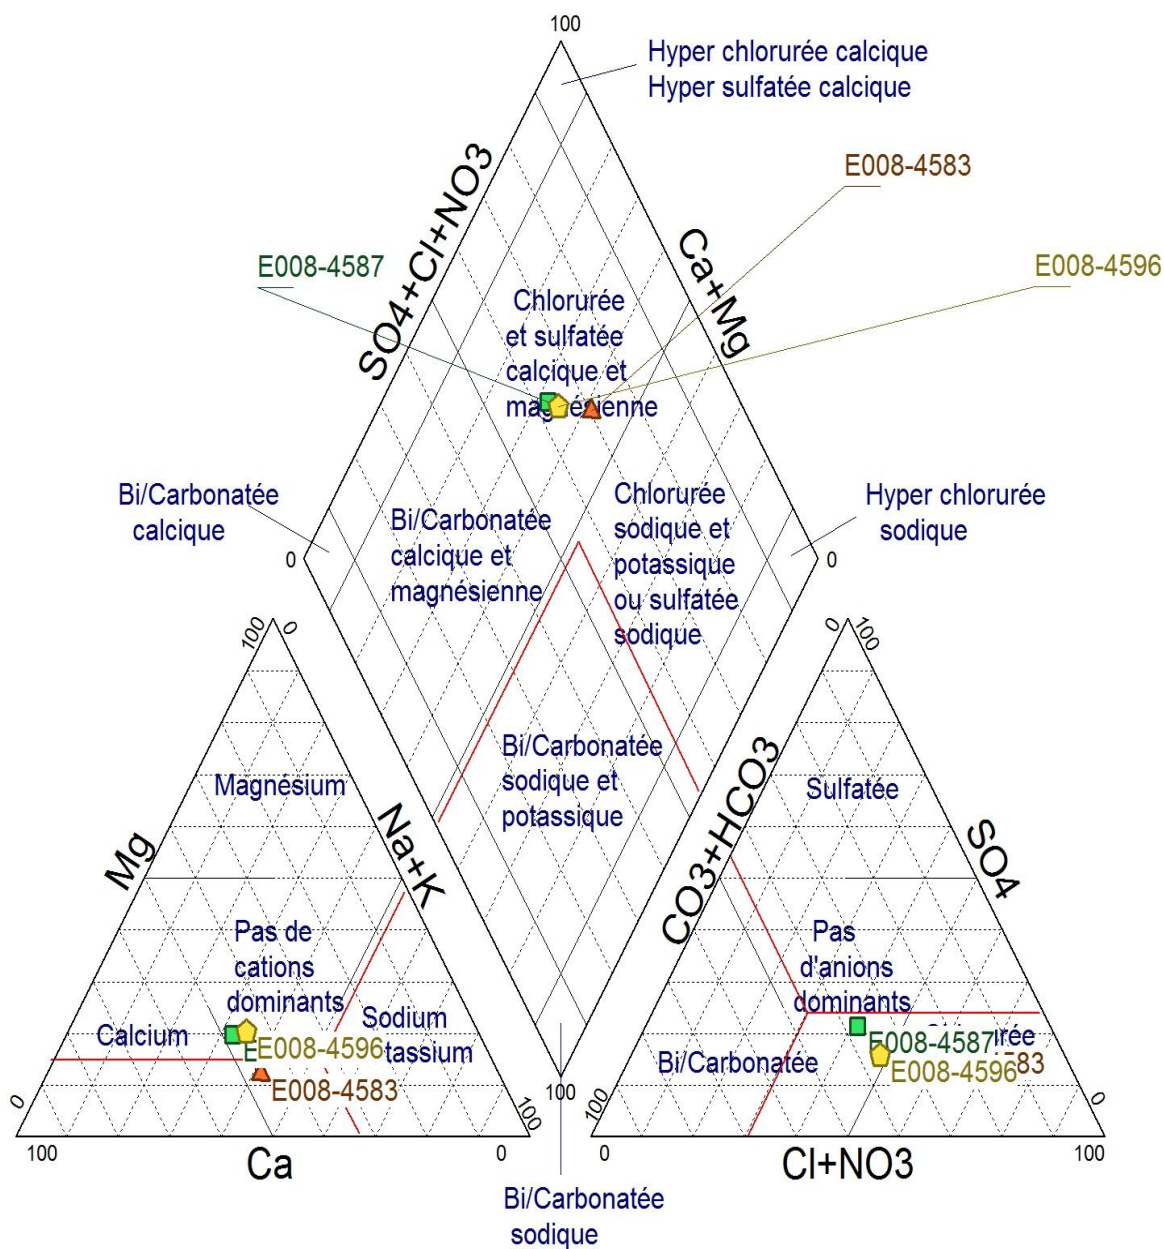 100
Hyper chlorurée calcique
Hyper sulfatée calcique
E008-4583
SO4+Cl+NO3
Ca+Mg
E008-4587
E008-4596
Chlorurée
et sulfatée
calcique et
magnésienne
Bi/Carbonatée
calcique
Bi/Carbonatée
calcique et
magnésienne
Chlorurée
sodique et
potassique
ou sulfatée
sodique
Hyper chlorurée
sodique
0
0
100
0
0
100
Bi/Carbonatée
sodique et
potassique
Magnésium
Sulfatée
Mg
Na+K
CO3+HCO3
SO4
Pas de
cations
dominants
Pas
d'anions
dominants
Calcium
Sodium
tassium
E008-4596
E008-4583
Bi/Carbonatée
rée
E008-4587
83
E008-4596
0
100
100
0
100
0
100
Ca
0
0
Cl+NO3
100
Bi/Carbonatée
sodique